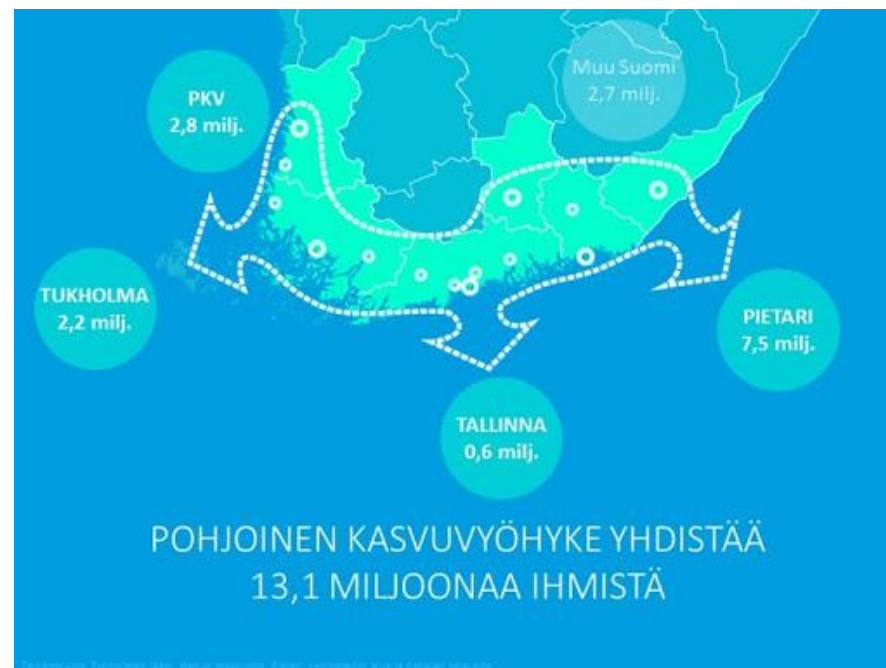 PKV
2,8 milj.
Muu Suomi
2,7 milj.
TUKHOLMA
2,2 milj.
PIETARI
7,5 milj.
TALLINNA
0,6 milj.
POHJOINEN KASVUVYÖHYKE YHDISTÄÄ
13,1 MILJOONAA IHMISTÄ